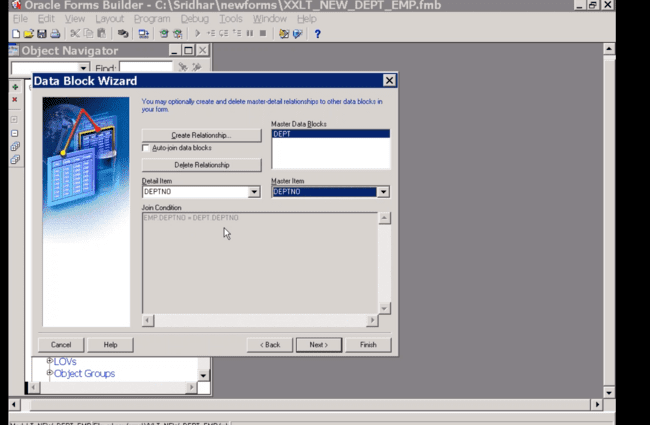 Oracle Forms Builder - C:\Sridhar\newforms\XXLT_NEW_DEPT_EMP.fmb
File Edit View Layout Program Debug Tools Window Help
Object Navigator
Find:
Data Block Wizard
You may optionally create and delete master-detail relationships to other data blocks in
your form.
Create Relationship...
Auto-join data blocks
Delete Relationship
Master Data Blocks
DEPT
Detail Item
DEPTNO
Master Item
DEPTNO
Join Condition
EMP.DEPTNO = DEPT.DEPTNO
Cancel Help < Back Next > Finish
LOVs
Object Groups